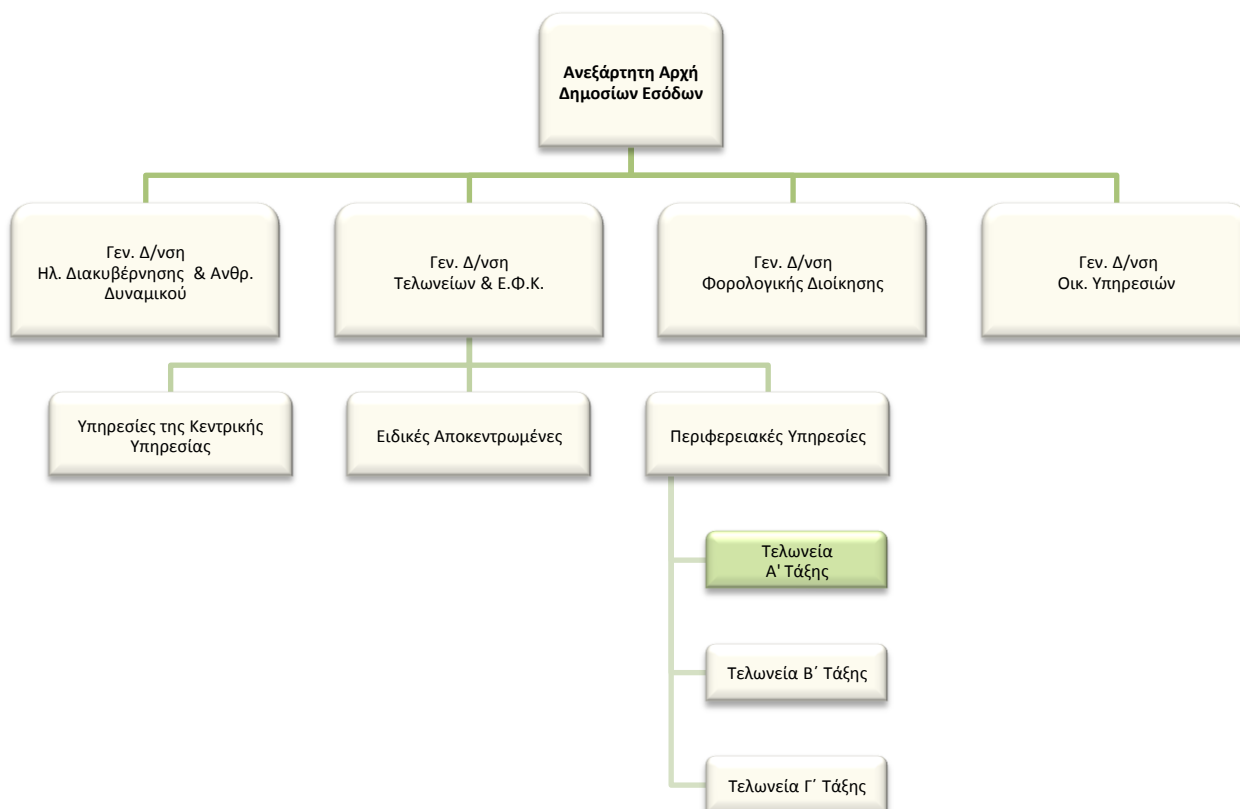 Ανεξάρτητη Αρχή
Δημοσίων Εσόδων
Γεν. Δ/νση
Ηλ. Διακυβέρνησης & Ανθρ.
Δυναμικού
Γεν. Δ/νση
Τελωνείων & Ε.Φ.Κ.
Γεν. Δ/νση
Φορολογικής Διοίκησης
Γεν. Δ/νση
Οικ. Υπηρεσιών
Υπηρεσίες της Κεντρικής
Υπηρεσίας
Ειδικές Αποκεντρωμένες
Περιφερειακές Υπηρεσίες
Τελωνεία
Α' Τάξης
Τελωνεία Β΄ Τάξης
Τελωνεία Γ΄ Τάξης